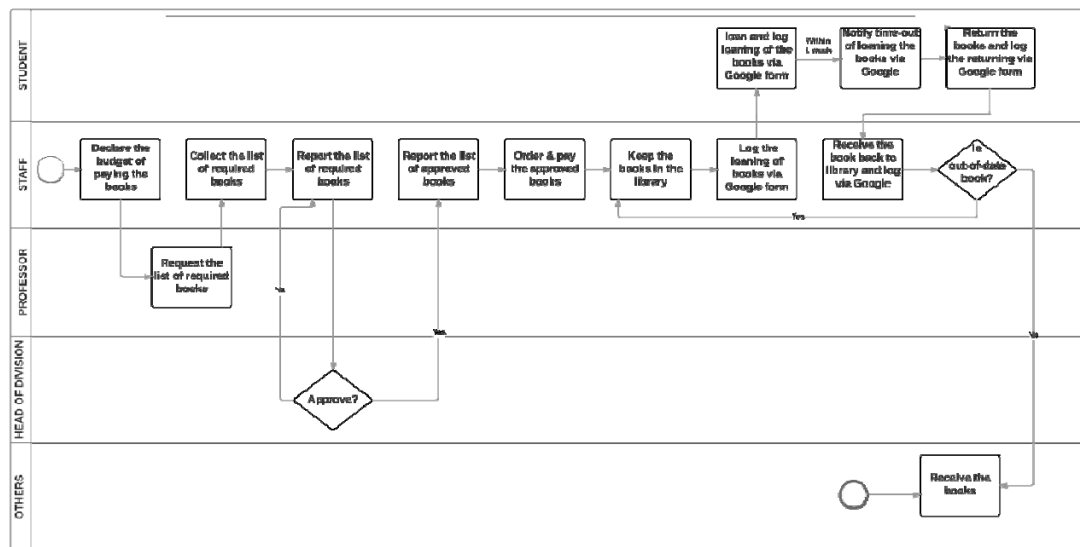 STUDENT
loan and log
loaning of the
books via
Google form
Within
Notify time-out
of loaning the
books via
Google
Return the
books and log
the returning via
Google form
STAFF
Declare the
budget of
paying the
books
Collect the list
of required
books
Report the list
of required
books
Report the list
of approved
books
Order & pay
the approved
books
Keep the
books in the
library
Log the
loaning of
books via
Google form
Receive the
book back to
library and log
via Google
Is
out-of-date
book?
Yes
PROFESSOR
Request the
list of required
books
No
Yes
No
HEAD OF DIVISION
Approve?
OTHERS
Receive the
books